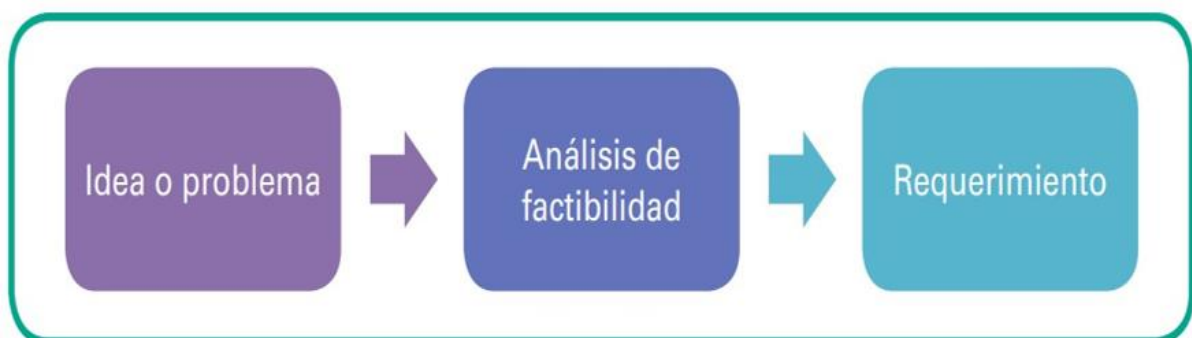 Idea o problema
Análisis de
factibilidad
Requerimiento